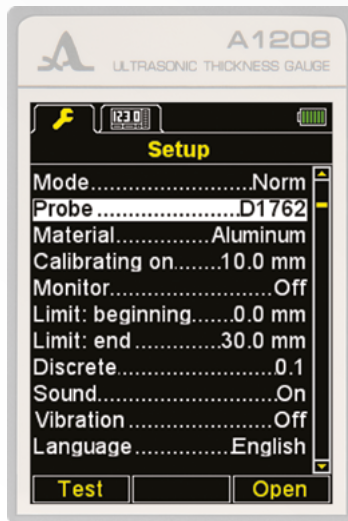 A1208
ULTRASONIC THICKNESS GAUGE
123.0
Setup
Mode..............................Norm
Probe ..........................D1762
Material..................Aluminum
Calibrating on........10.0 mm
Monitor..............................Off
Limit: beginning.......0.0 mm
Limit: end ...............30.0 mm
Discrete............................0.1
Sound................................On
Vibration ..........................Off
Language.................English
Test Open